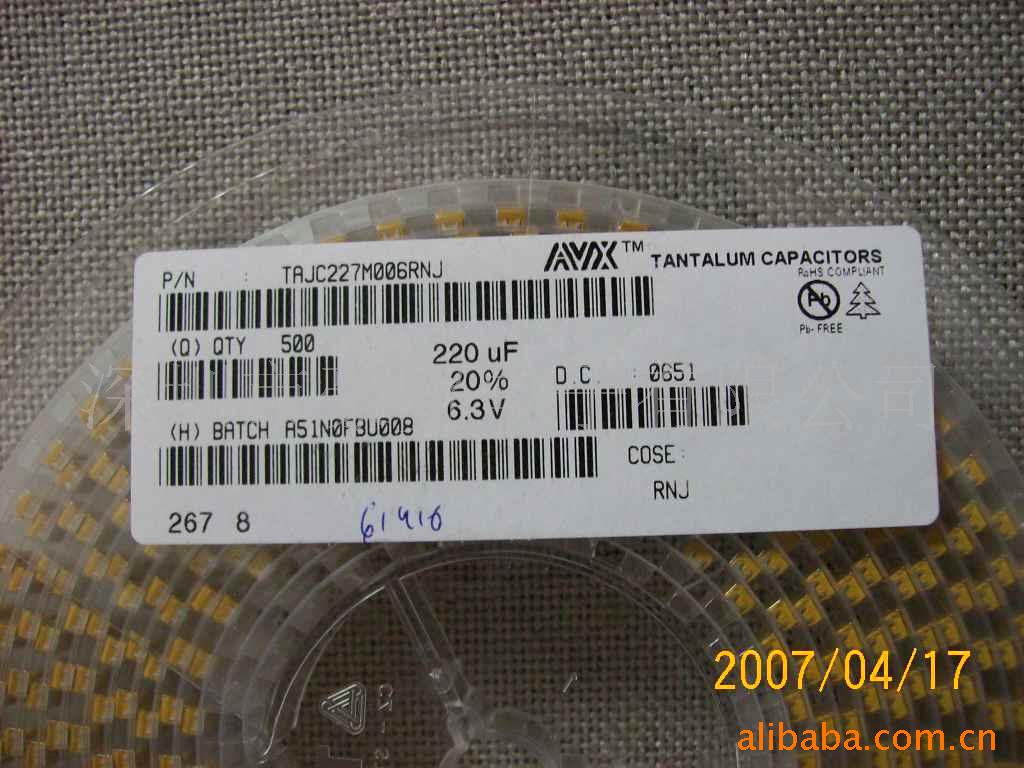 AVX™ TANTALUM CAPACITORS
P/N : TAJC227M006RNJ
RoHS COMPLIANT
Pb
Pb- FREE
(Q) QTY 500
220 uF
20%
6.3V
D.C. : 0651
(H) BATCH A51N0FBU008
COSE:
RNJ
267 8
61416
2007/04/17
alibaba.com.cn